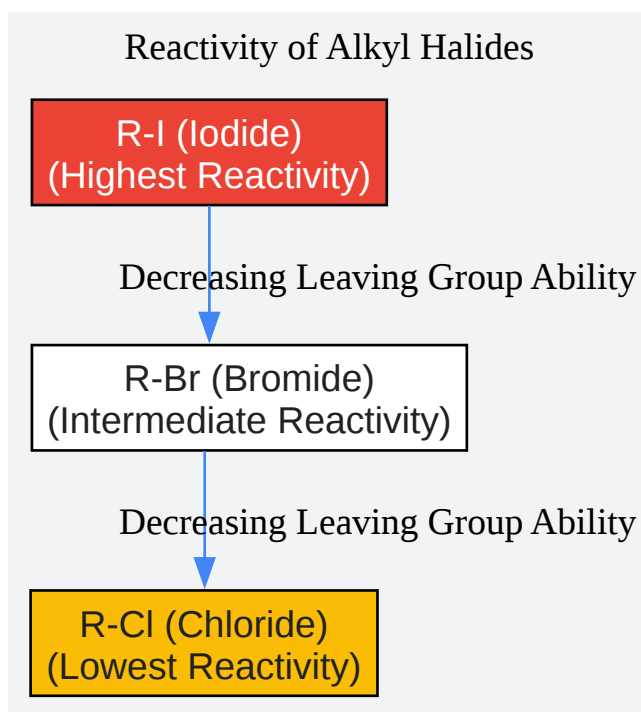 Reactivity of Alkyl Halides
R-I (Iodide)
(Highest Reactivity)
Decreasing Leaving Group Ability
R-Br (Bromide)
(Intermediate Reactivity)
Decreasing Leaving Group Ability
R-Cl (Chloride)
(Lowest Reactivity)